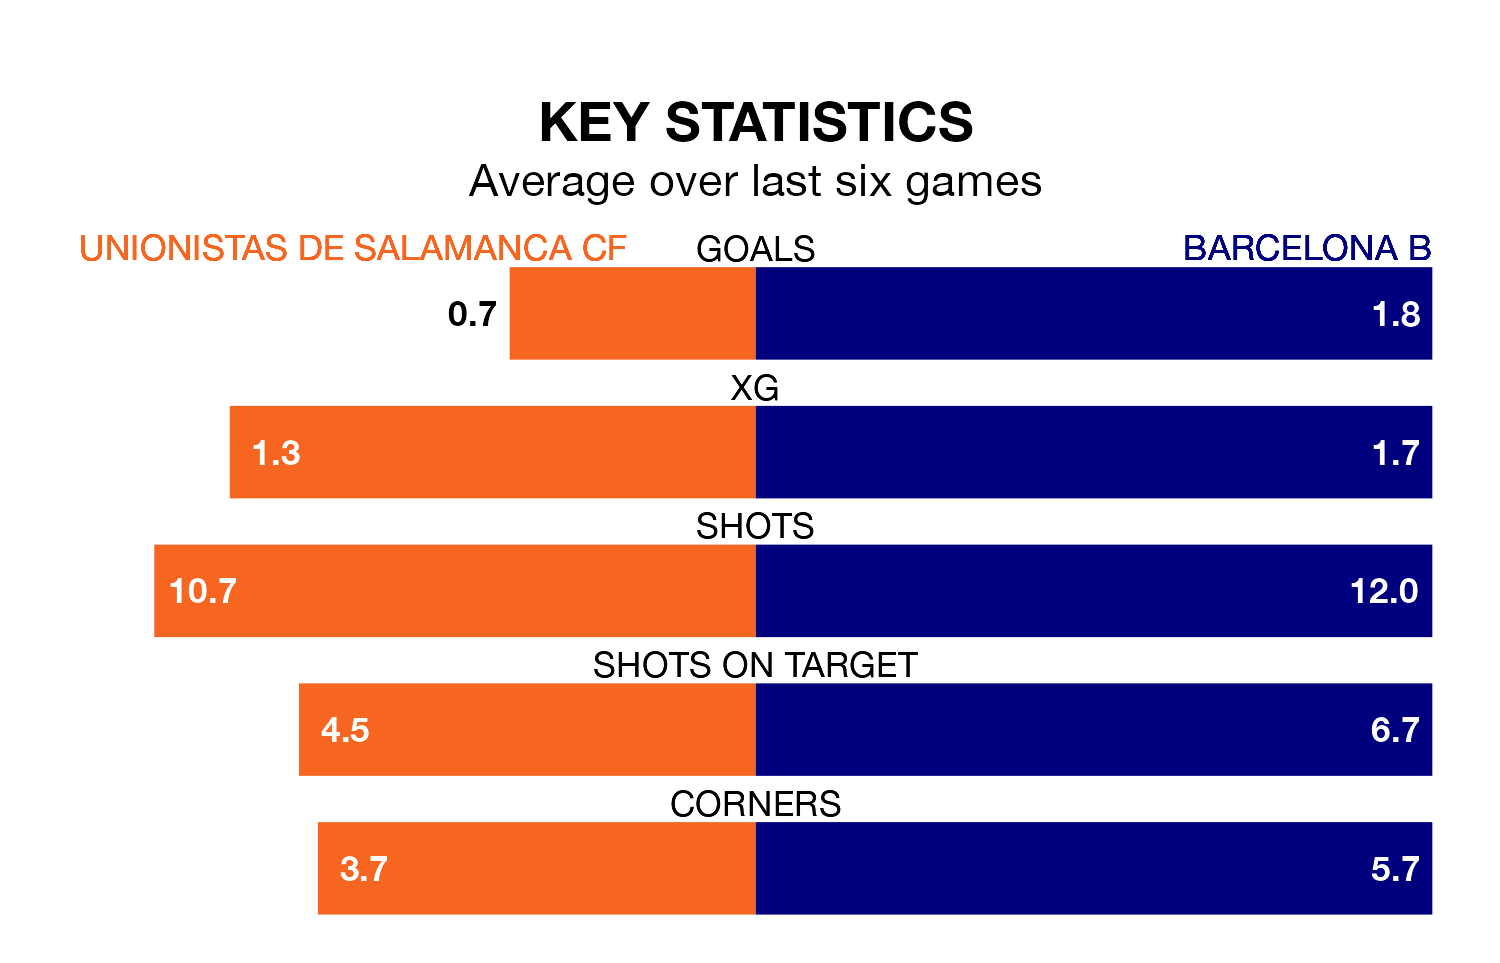 KEY STATISTICS
Average over last six games
UNIONISTAS DE SALAMANCA CF GOALS BARCELONA B
0.7 1.8
XG
1.3 1.7
SHOTS
10.7 12.0
SHOTS ON TARGET
4.5 6.7
CORNERS
3.7 5.7